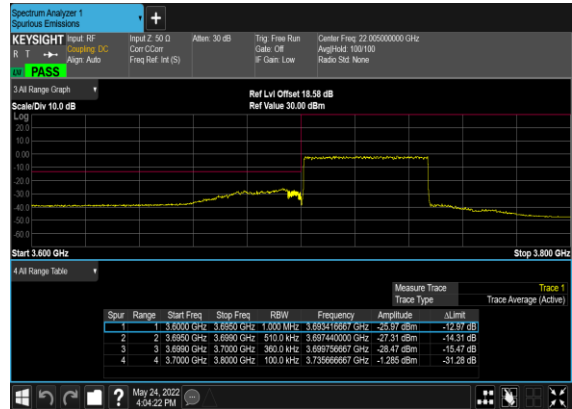 Spectrum Analyzer 1
Spurious Emissions
KEYSIGHT Input: RF Input Z: 50 Ω Atten: 30 dB Trig: Free Run Center Freq: 22.005000000 GHz
R T Coupling: DC Corr CCorr Gate: Off Avg|Hold: 100/100
Align: Auto Freq Ref: Int (S) IF Gain: Low Radio Std: None
PASS
3 All Range Graph
Ref Lvl Offset 18.58 dB
Scale/Div 10.0 dB Ref Value 30.00 dBm
Log
20.0
10.0
0.00
-10.0
-20.0
-30.0
-40.0
-50.0
-60.0
Start 3.600 GHz Stop 3.800 GHz
4 All Range Table
Measure Trace Trace 1
Trace Type Trace Average (Active)
Spur Range Start Freq Stop Freq RBW Frequency Amplitude ΔLimit
1 1 3.6000 GHz 3.6950 GHz 1.000 MHz 3.693416667 GHz -25.97 dBm -12.97 dB
2 2 3.6950 GHz 3.6990 GHz 510.0 kHz 3.697440000 GHz -27.31 dBm -14.31 dB
3 3 3.6990 GHz 3.7000 GHz 360.0 kHz 3.699756667 GHz -28.47 dBm -15.47 dB
4 4 3.7000 GHz 3.8000 GHz 100.0 kHz 3.735666667 GHz -1.285 dBm -31.28 dB
? May 24, 2022
4:04:22 PM